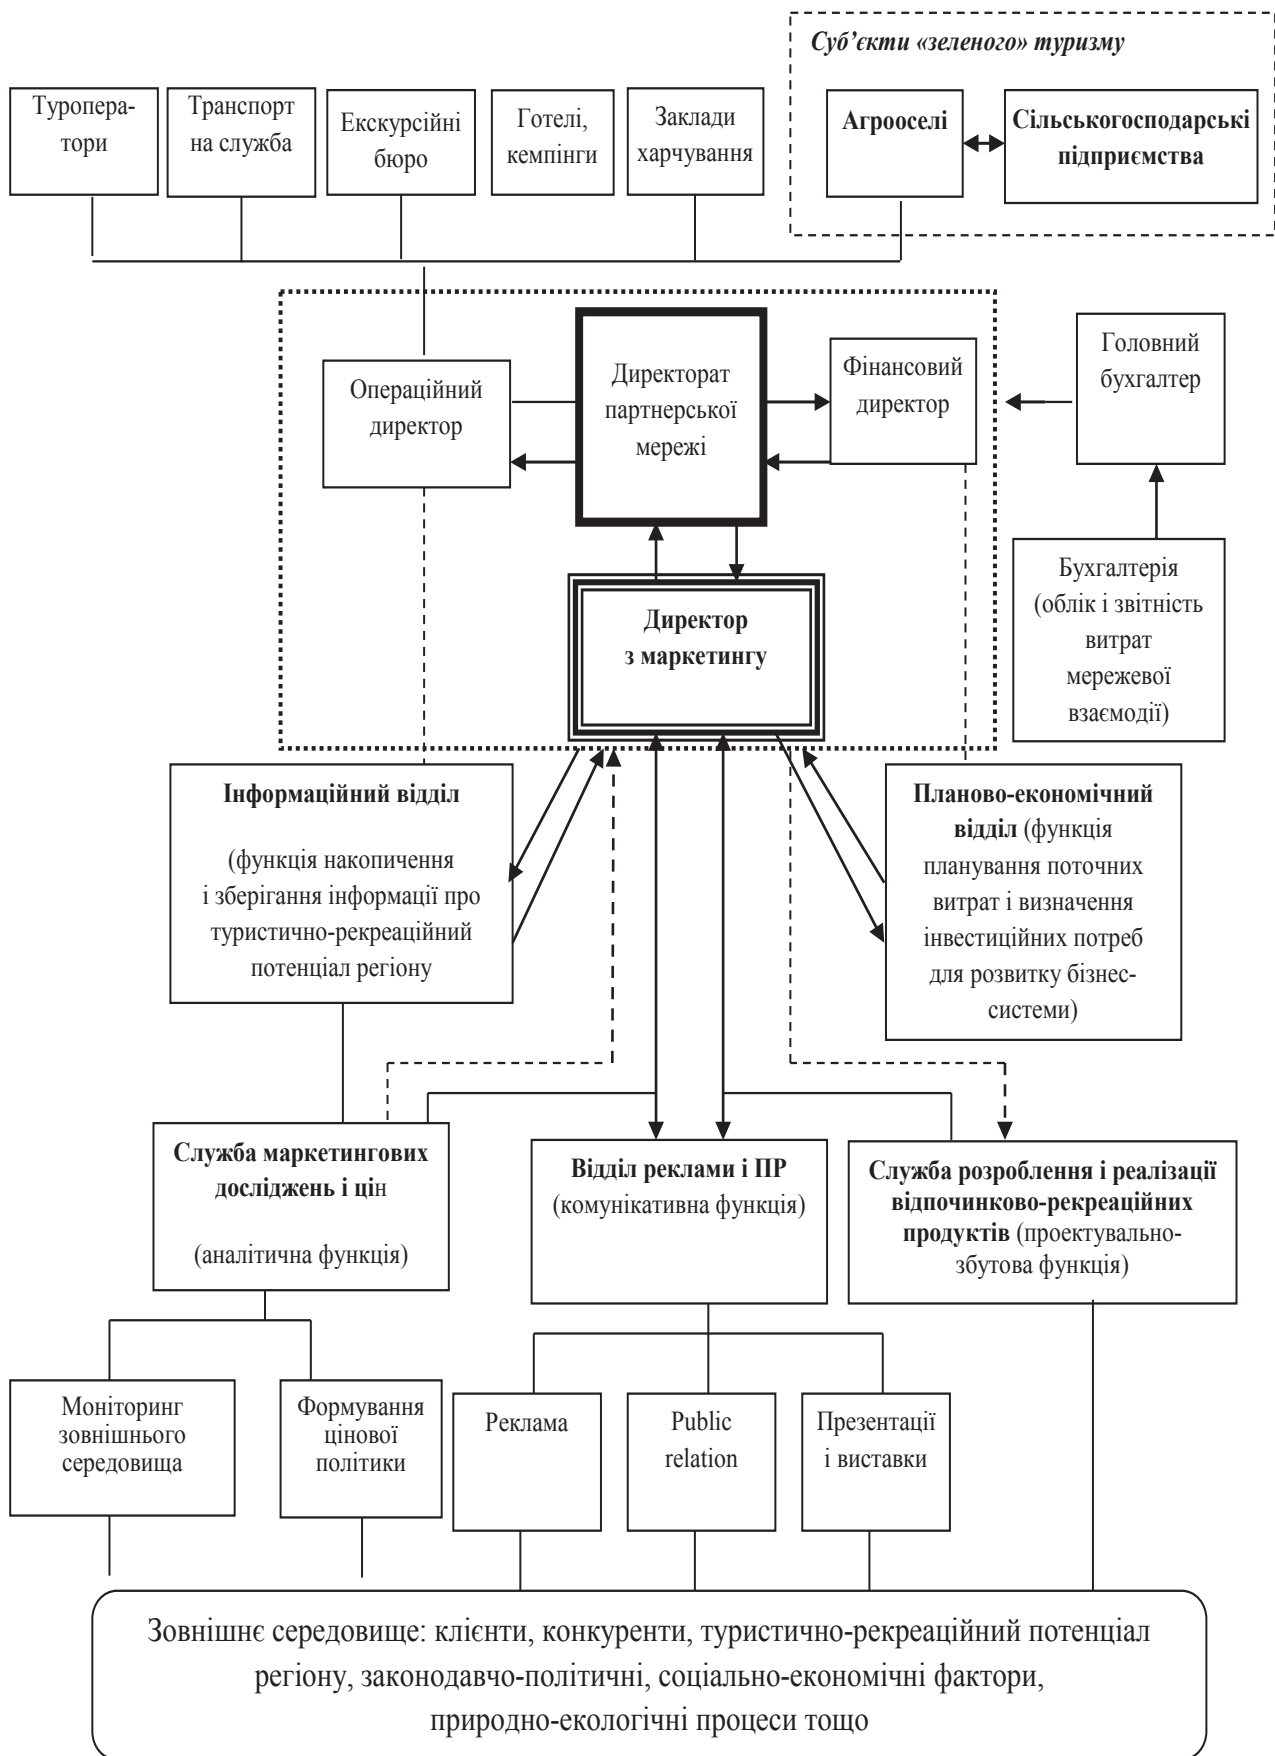 Суб’єкти «зеленого» туризму
Туропера-
тори
Транспорт
на служба
Екскурсійні
бюро
Готелі,
кемпінги
Заклади
харчування
Агрооселі
Сільськогосподарські
підприємства
Операційний
директор
Директорат
партнерської
мережі
Фінансовий
директор
Головний
бухгалтер
Директор
з маркетингу
Бухгалтерія
(облік і звітність
витрат
мережевої
взаємодії)
Інформаційний відділ
(функція накопичення
і зберігання інформації про
туристично-рекреаційний
потенціал регіону
Планово-економічний
відділ (функція
планування поточних
витрат і визначення
інвестиційних потреб
для розвитку бізнес-
системи)
Служба маркетингових
досліджень і цін
(аналітична функція)
Відділ реклами і ПР
(комунікативна функція)
Служба розроблення і реалізації
відпочинково-рекреаційних
продуктів (проектувально-
збутова функція)
Моніторинг
зовнішнього
середовища
Формування
цінової
політики
Реклама
Public
relation
Презентації
і виставки
Зовнішнє середовище: клієнти, конкуренти, туристично-рекреаційний потенціал
регіону, законодавчо-політичні, соціально-економічні фактори,
природно-екологічні процеси тощо